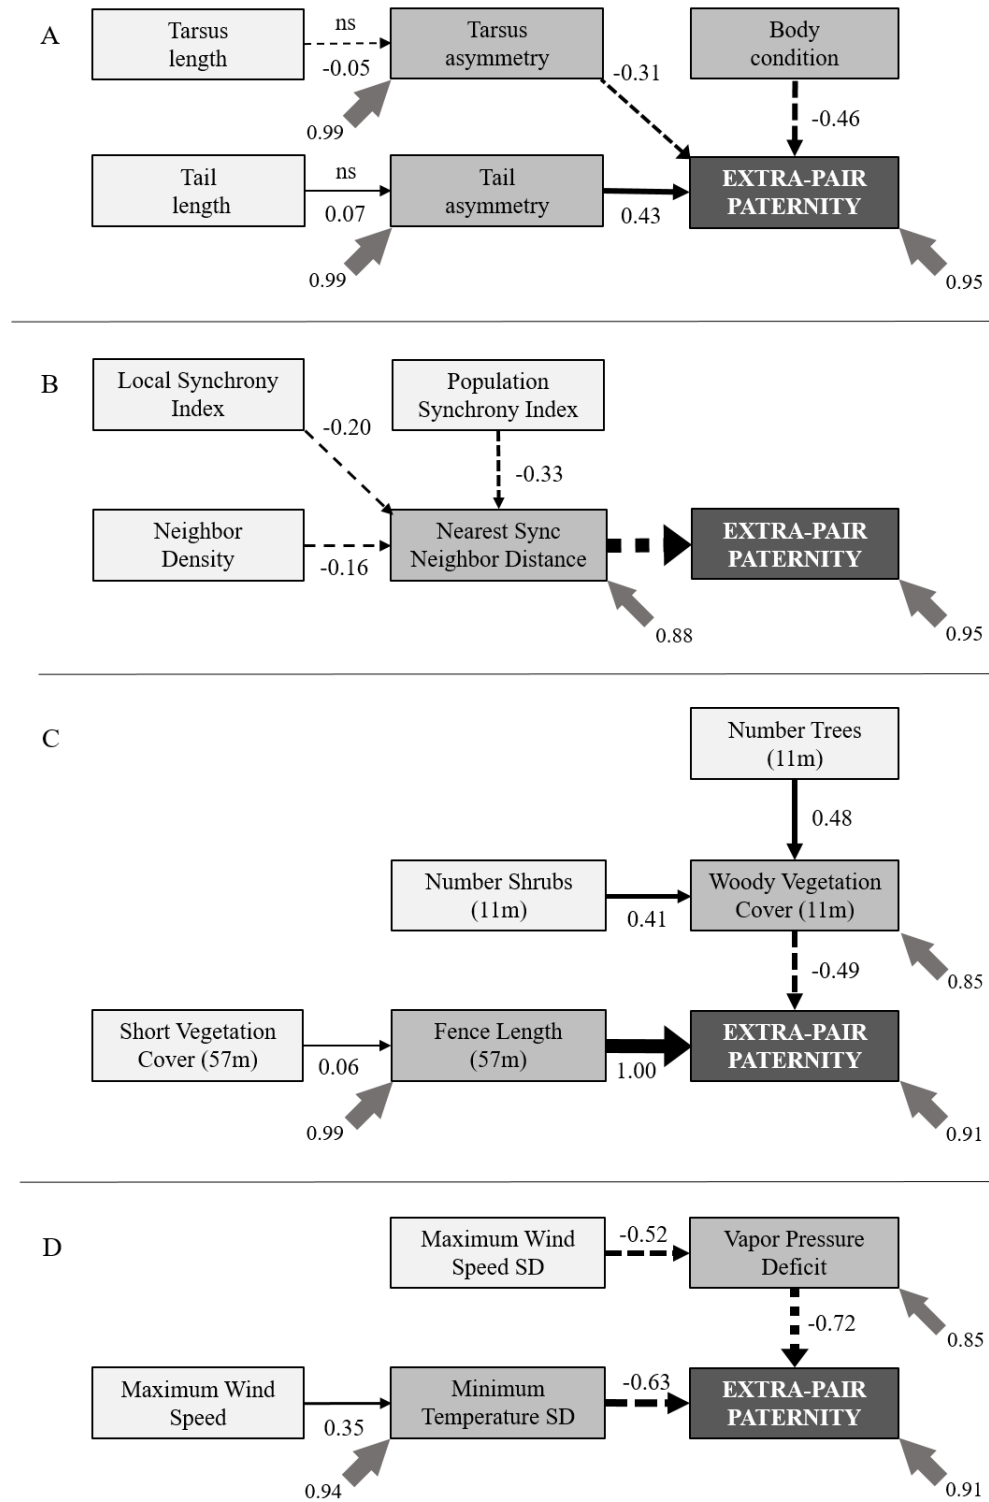 A
Tarsus
length
ns
-0.05
Tarsus
asymmetry
-0.31
Body
condition
-0.46
0.99
Tail
length
ns
0.07
Tail
asymmetry
0.43
EXTRA-PAIR
PATERNITY
0.99
0.95
B
Local Synchrony
Index
-0.20
Population
Synchrony Index
-0.33
Neighbor
Density
-0.16
Nearest Sync
Neighbor Distance
EXTRA-PAIR
PATERNITY
0.88
0.95
C
Number Trees
(11m)
0.48
Number Shrubs
(11m)
0.41
Woody Vegetation
Cover (11m)
-0.49
0.85
Short Vegetation
Cover (57m)
0.06
Fence Length
(57m)
1.00
EXTRA-PAIR
PATERNITY
0.99
0.91
D
Maximum Wind
Speed SD
-0.52
Vapor Pressure
Deficit
-0.72
0.85
Maximum Wind
Speed
0.35
Minimum
Temperature SD
-0.63
EXTRA-PAIR
PATERNITY
0.94
0.91